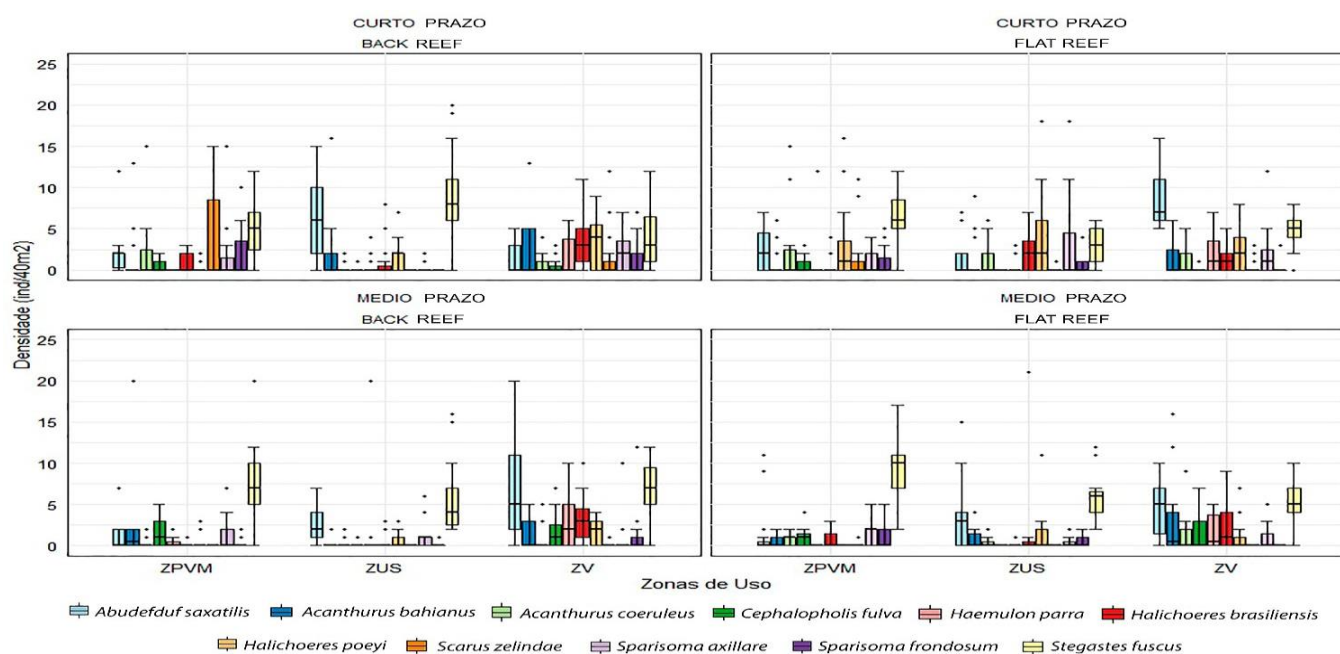 CURTO PRAZO
BACK REEF
CURTO PRAZO
FLAT REEF
25
20
15
10
5
0
MEDIO PRAZO
BACK REEF
MEDIO PRAZO
FLAT REEF
25
20
15
10
5
0
Densidade (ind/40m2)
ZPVM ZUS ZV ZPVM ZUS ZV
Zonas de Uso
Abudefduf saxatilis Acanthurus bahianus Acanthurus coeruleus Cephalopholis fulva Haemulon parra Halichoeres brasiliensis
Halichoeres poeyi Scarus zelindae Sparisoma axillare Sparisoma frondosum Stegastes fuscus